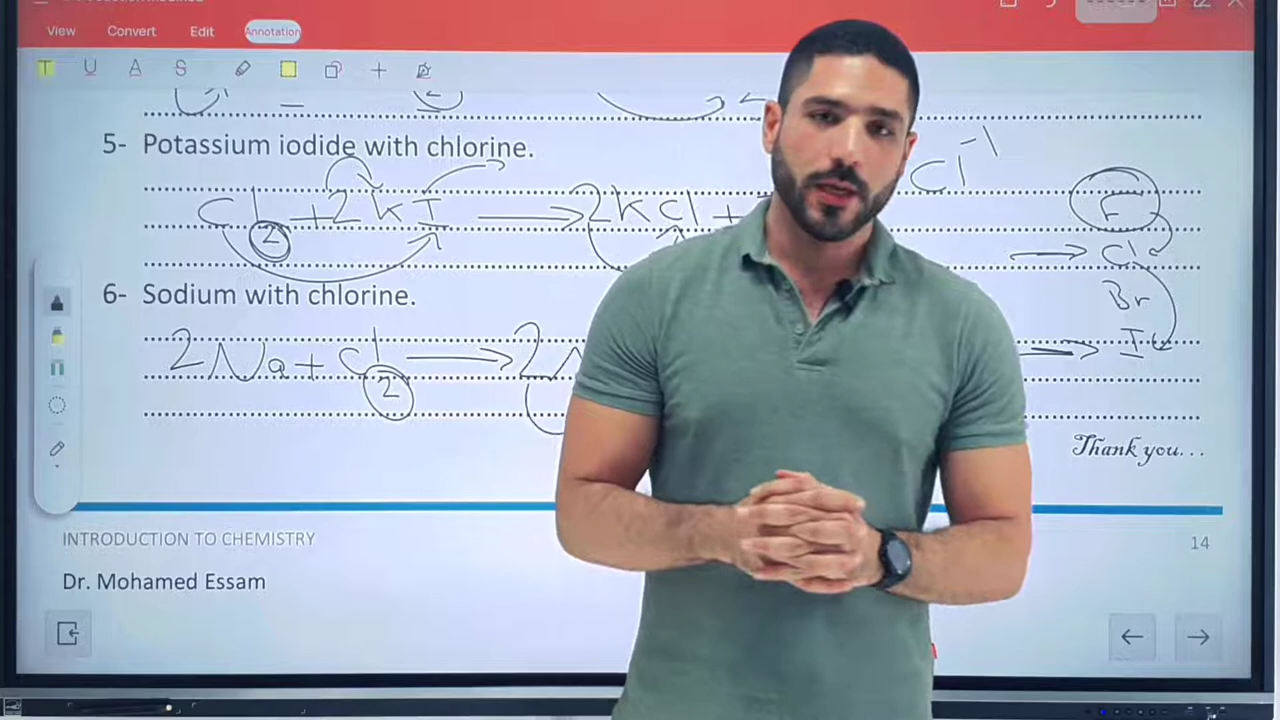 View Convert Edit Annotation
T U A S
5- Potassium iodide with chlorine.
Cl2 + 2kI → 2kCl +
Cl-1
F
Cl
Br
I
6- Sodium with chlorine.
2Na + Cl2 → 2
Thank you...
INTRODUCTION TO CHEMISTRY
14
Dr. Mohamed Essam